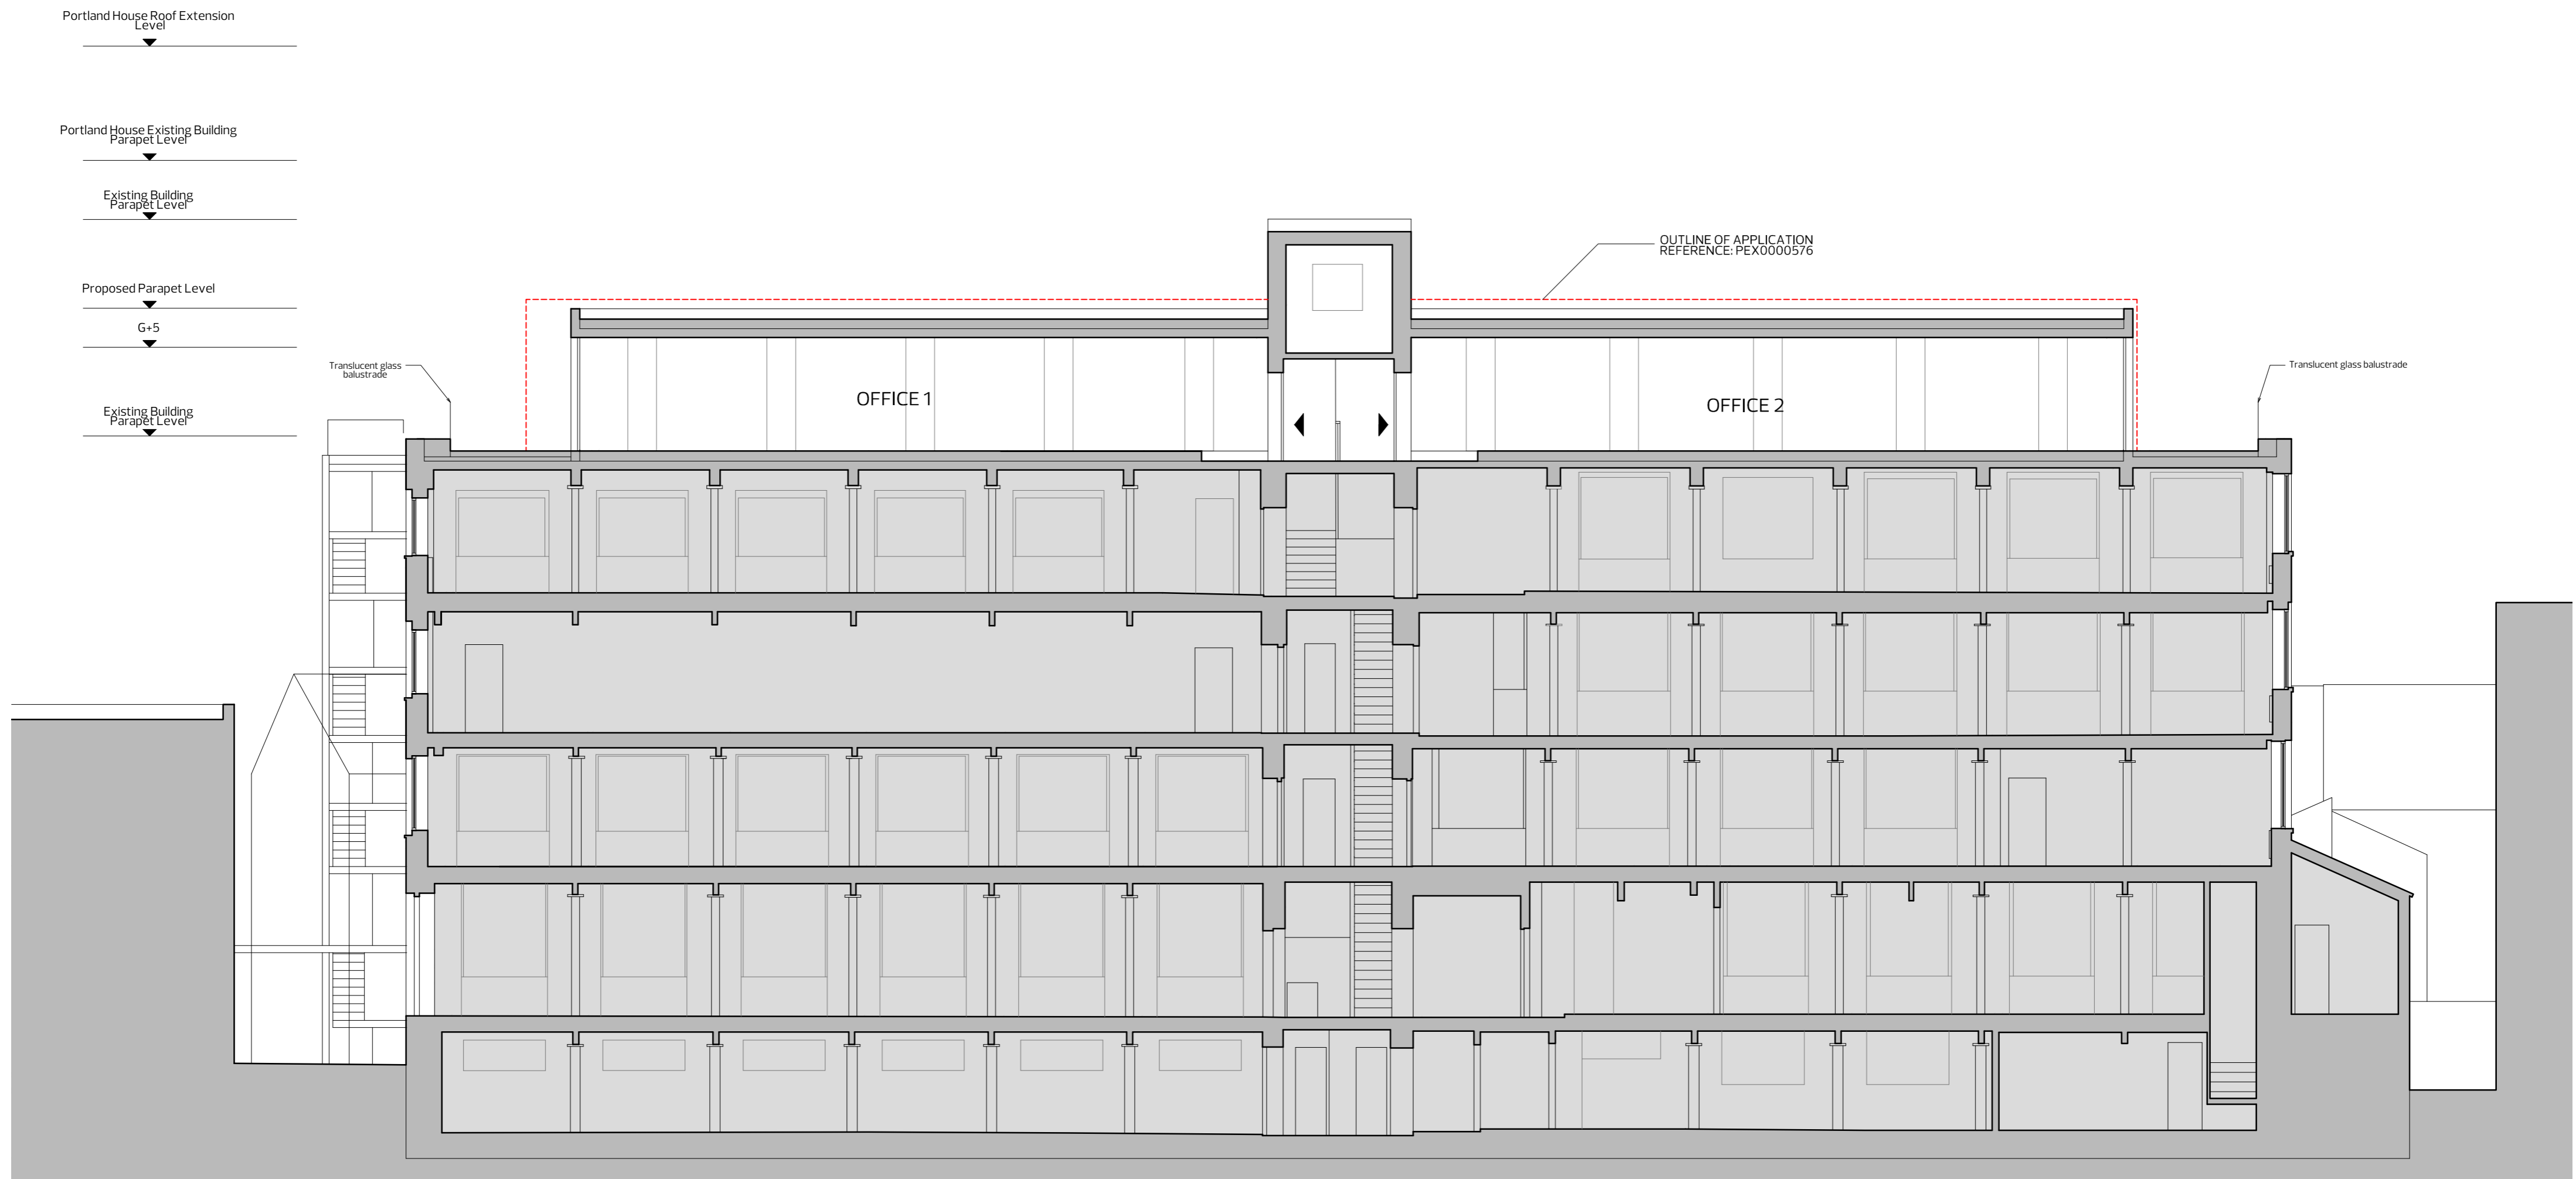 Portland House Roof Extension
Level
Portland House Existing Building
Parapet Level
Existing Building
Parapet Level
OUTLINE OF APPLICATION
REFERENCE: PEX0000576
Proposed Parapet Level
G+5
Translucent glass
balustrade
Translucent glass balustrade
OFFICE 1
OFFICE 2
Existing Building
Parapet Level